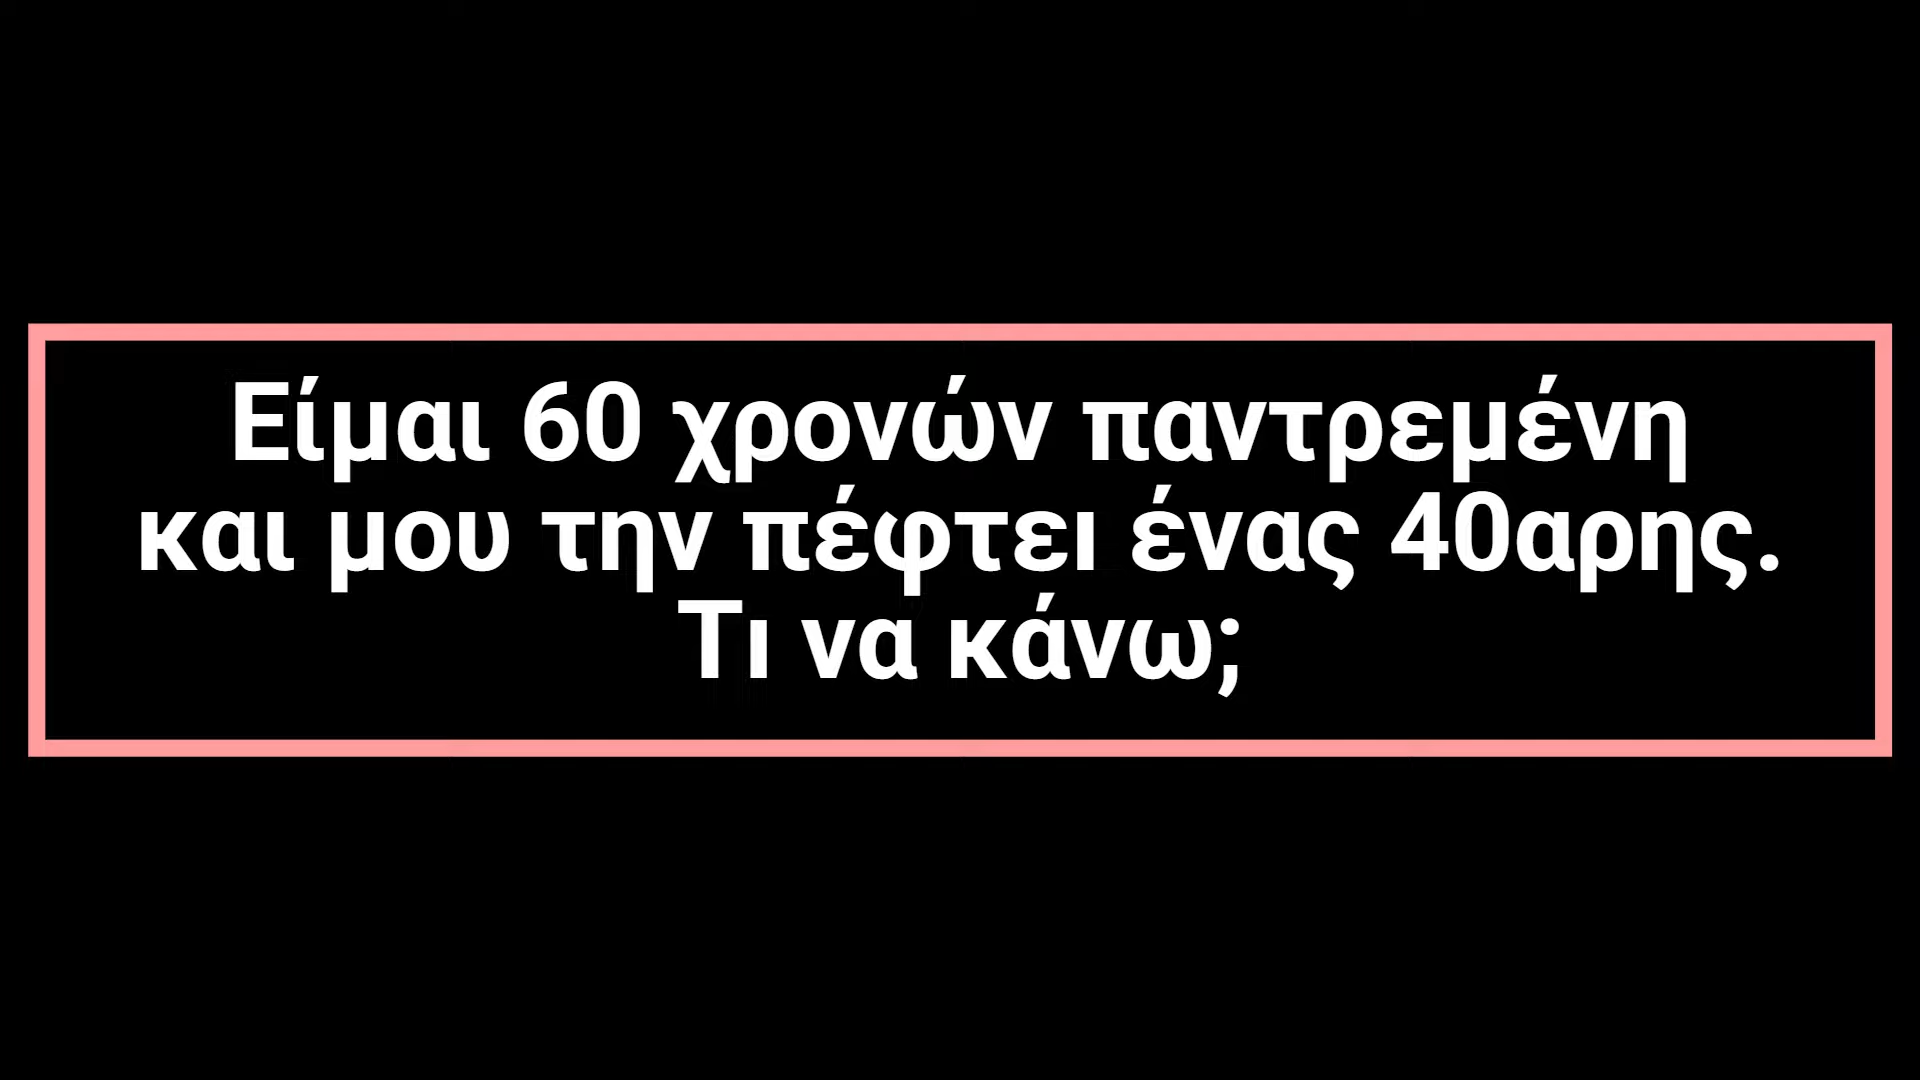 Είμαι 60 χρονών παντρεμένη
και μου την πέφτει ένας 40αρης.
Τι να κάνω;